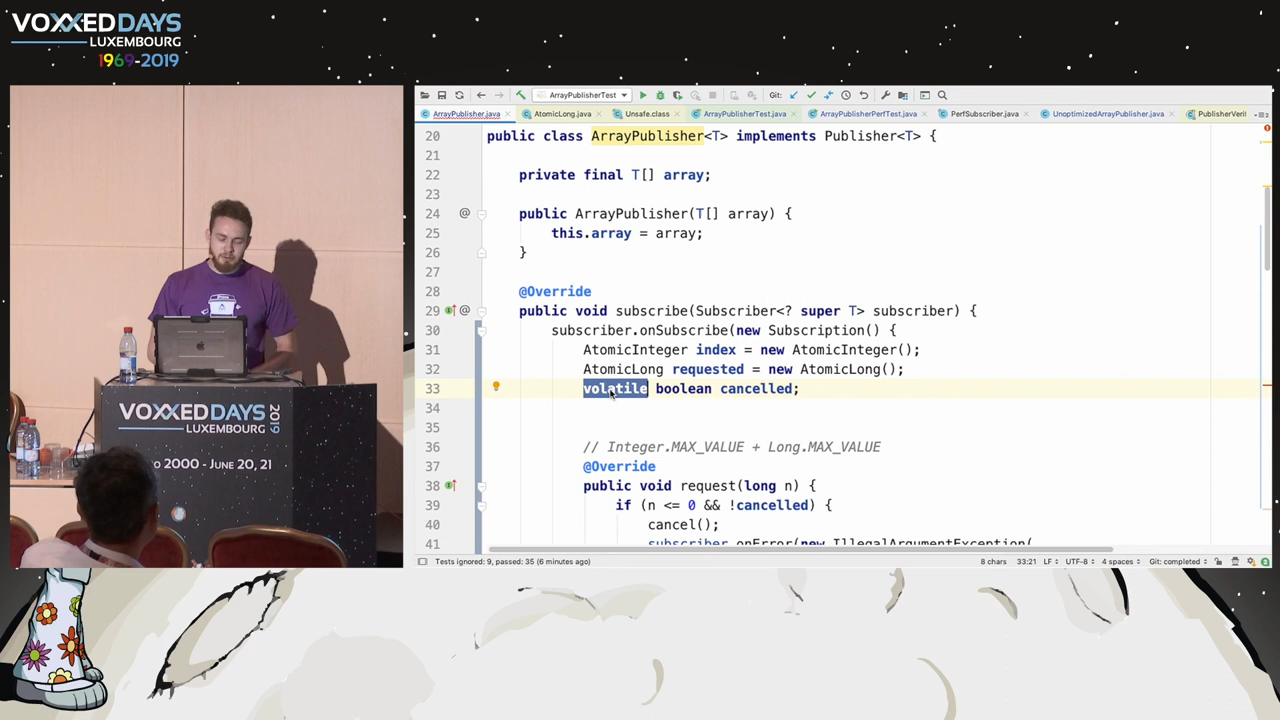 VOXXED DAYS
LUXEMBOURG
1969-2019
ArrayPublisherTest
Git:
ArrayPublisher.java
AtomicLong.java
Unsafe.class
ArrayPublisherTest.java
ArrayPublisherPerfTest.java
PerfSubscriber.java
UnoptimizedArrayPublisher.java
PublisherVeri
20 public class ArrayPublisher<T> implements Publisher<T> {
21
22 private final T[] array;
23
24 @ public ArrayPublisher(T[] array) {
25 this.array = array;
26 }
27
28 @Override
29 @ public void subscribe(Subscriber<? super T> subscriber) {
30 subscriber.onSubscribe(new Subscription() {
31 AtomicInteger index = new AtomicInteger();
32 AtomicLong requested = new AtomicLong();
33 volatile boolean cancelled;
34
35
36 // Integer.MAX_VALUE + Long.MAX_VALUE
37 @Override
38 public void request(long n) {
39 if (n <= 0 && !cancelled) {
40 cancel();
41 subscriber.onError(new IllegalArgumentException(
Tests ignored: 9, passed: 35 (6 minutes ago)
8 chars 33:21 LF UTF-8 4 spaces Git: completed
VOXXED DAYS 2019
LUXEMBOURG
2000 - JUNE 20, 21